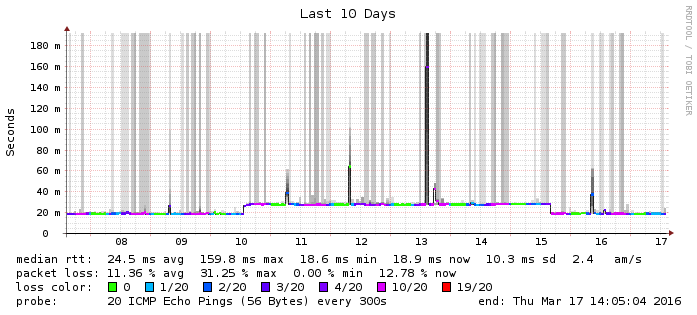 Last 10 Days
RRDTOOL / TOBI OETIKER
Seconds
180 m
160 m
140 m
120 m
100 m
80 m
60 m
40 m
20 m
0
08 09 10 11 12 13 14 15 16 17
median rtt: 24.5 ms avg 159.8 ms max 18.6 ms min 18.9 ms now 10.3 ms sd 2.4 am/s
packet loss: 11.36 % avg 31.25 % max 0.00 % min 12.78 % now
loss color: 0 1/20 2/20 3/20 4/20 10/20 19/20
probe: 20 ICMP Echo Pings (56 Bytes) every 300s end: Thu Mar 17 14:05:04 2016